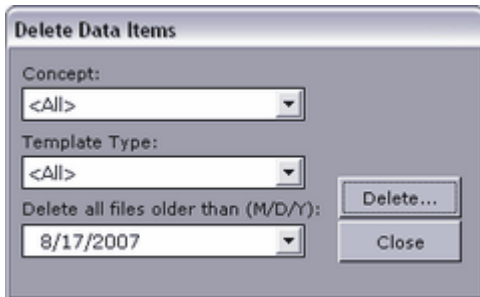 Delete Data Items
Concept:
<All>
Template Type:
<All>
Delete all files older than (M/D/Y):
8/17/2007
Delete...
Close